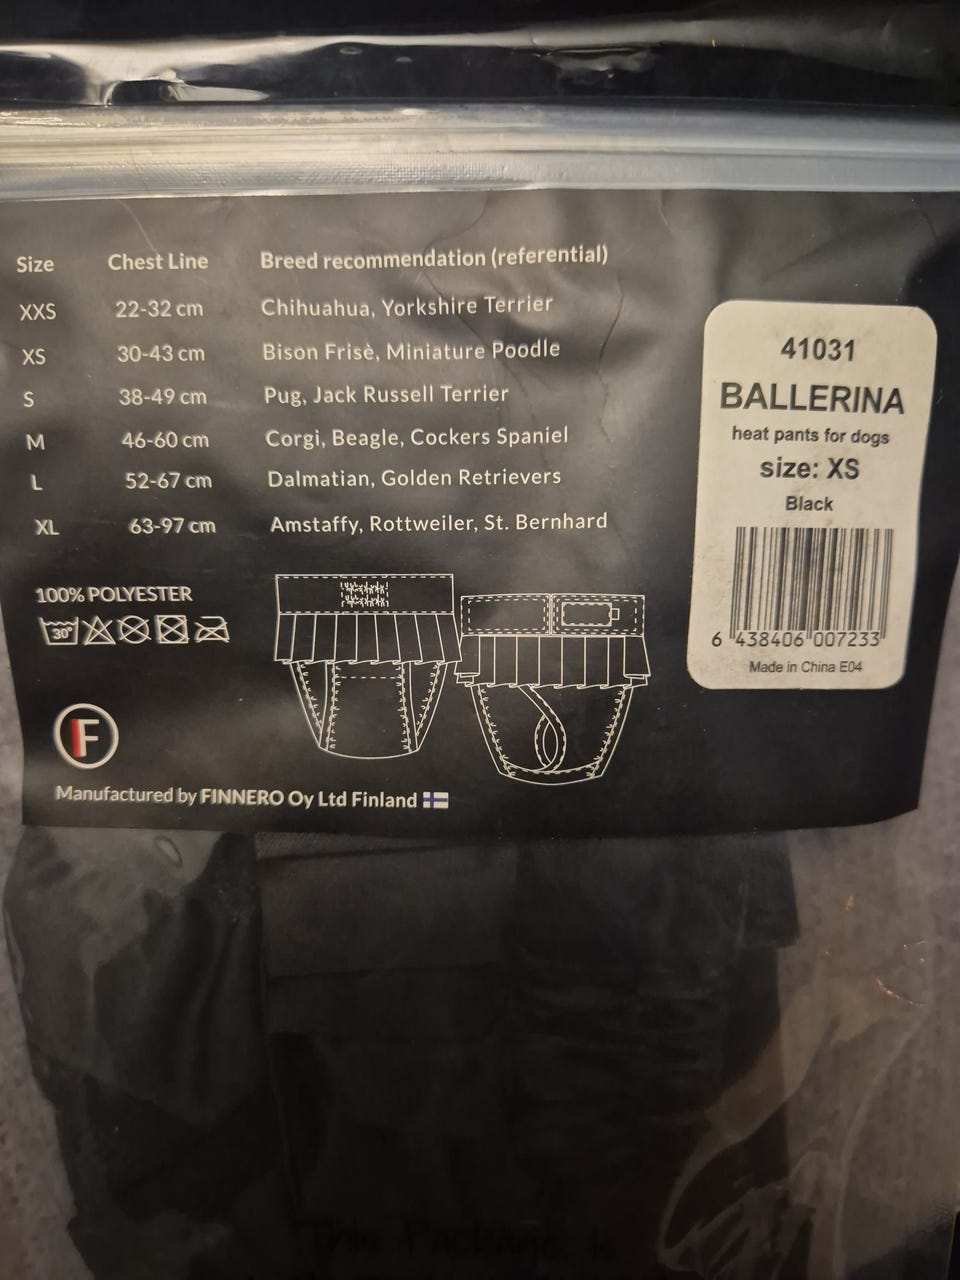 Size Chest Line Breed recommendation (referential)
XXS 22-32 cm Chihuahua, Yorkshire Terrier
XS 30-43 cm Bison Frisè, Miniature Poodle
S 38-49 cm Pug, Jack Russell Terrier
M 46-60 cm Corgi, Beagle, Cockers Spaniel
L 52-67 cm Dalmatian, Golden Retrievers
XL 63-97 cm Amstaffy, Rottweiler, St. Bernhard
100% POLYESTER
30°
F
Manufactured by FINNERO Oy Ltd Finland
41031
BALLERINA
heat pants for dogs
size: XS
Black
6 438406 007233
Made in China E04
This Package is